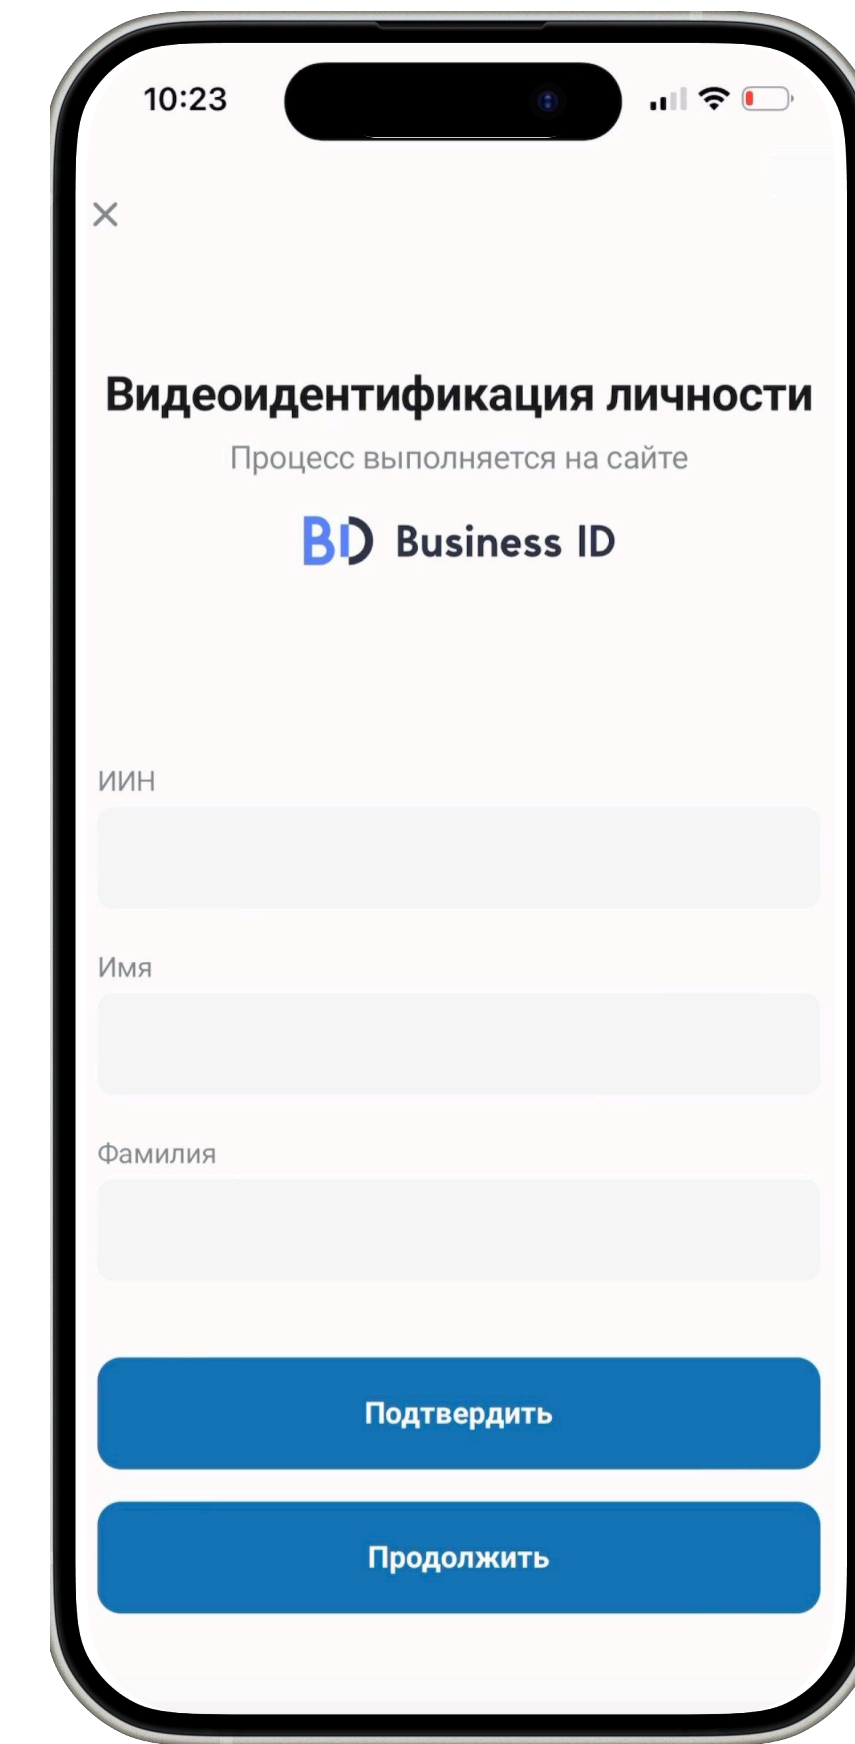 10:23
Видеоидентификация личности
Процесс выполняется на сайте
BD Business ID
ИИН
Имя
Фамилия
Подтвердить
Продолжить